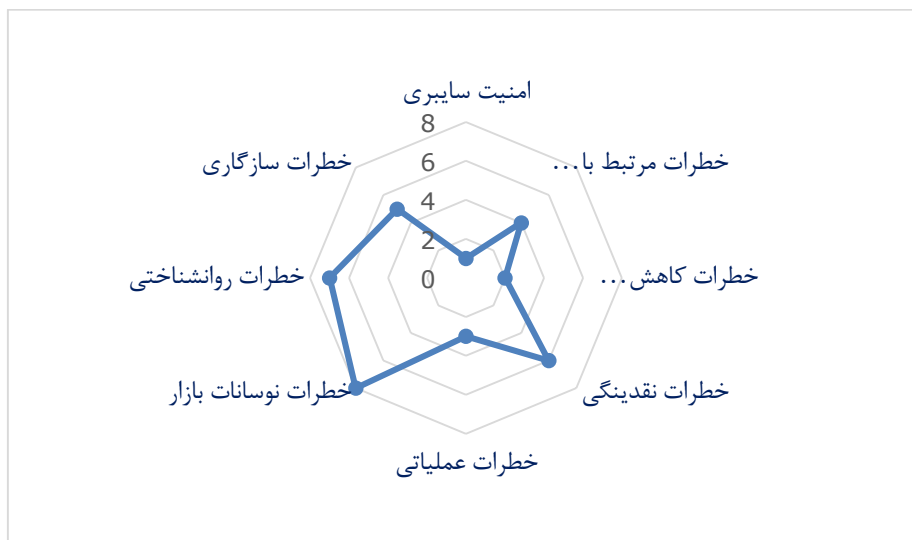 امنیت سایبری
خطرات مرتبط با...
خطرات کاهش...
خطرات نقدینگی
خطرات عملیاتی
خطرات نوسانات بازار
خطرات روانشناختی
خطرات سازگاری
8
6
4
2
0